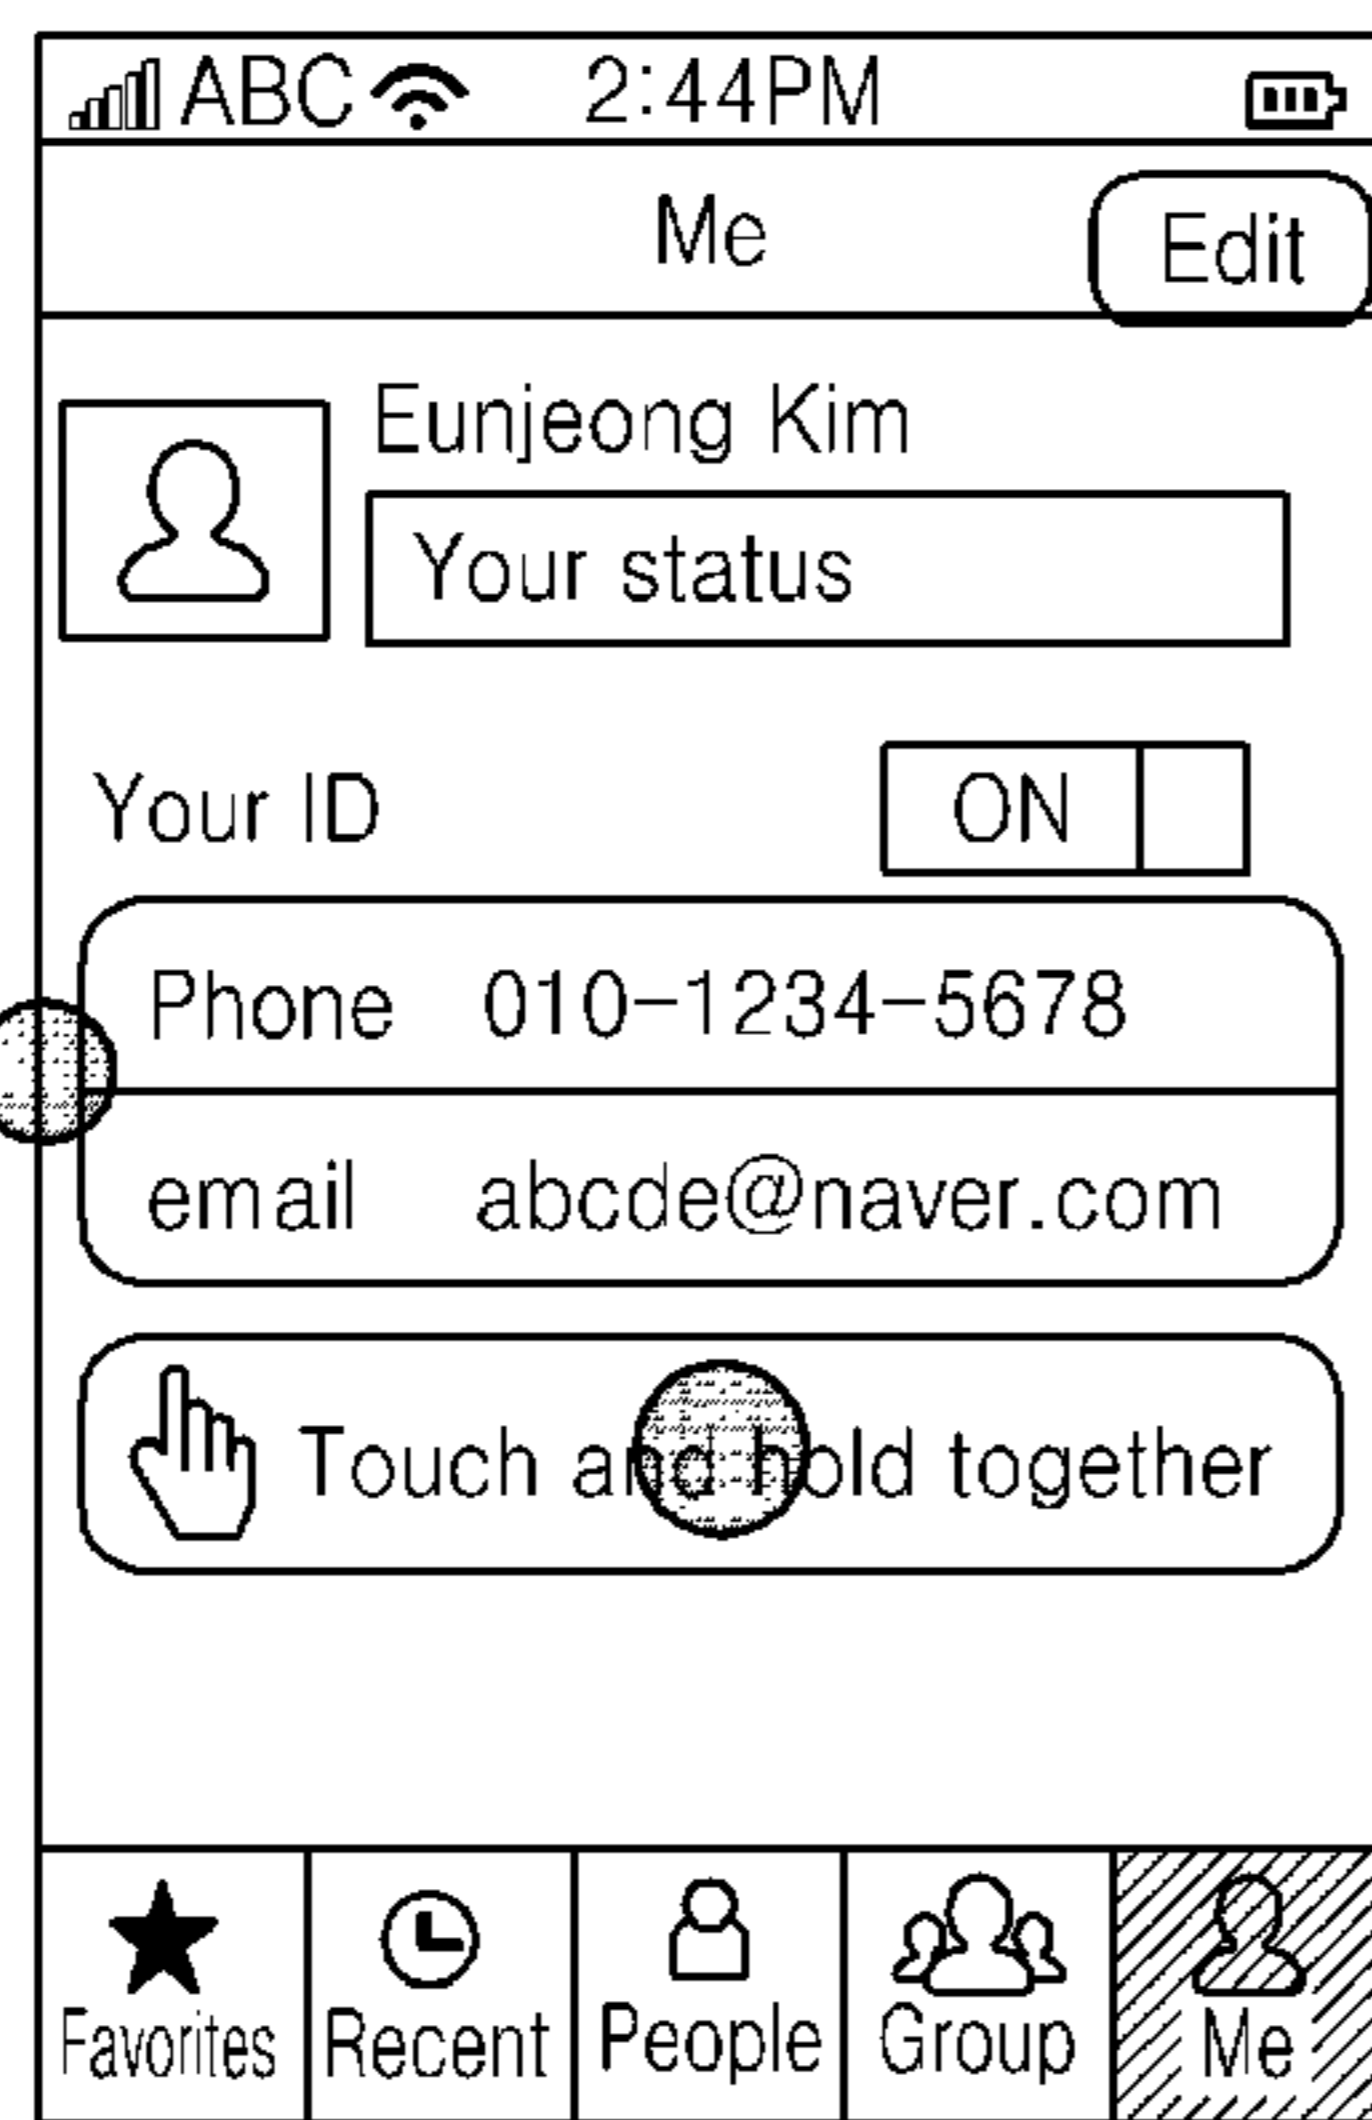 ABC 2:44PM
Me Edit
Eunjeong Kim
Your status
Your ID ON
Phone 010-1234-5678
email abcde@naver.com
Touch and hold together
Favorites Recent People Group Me